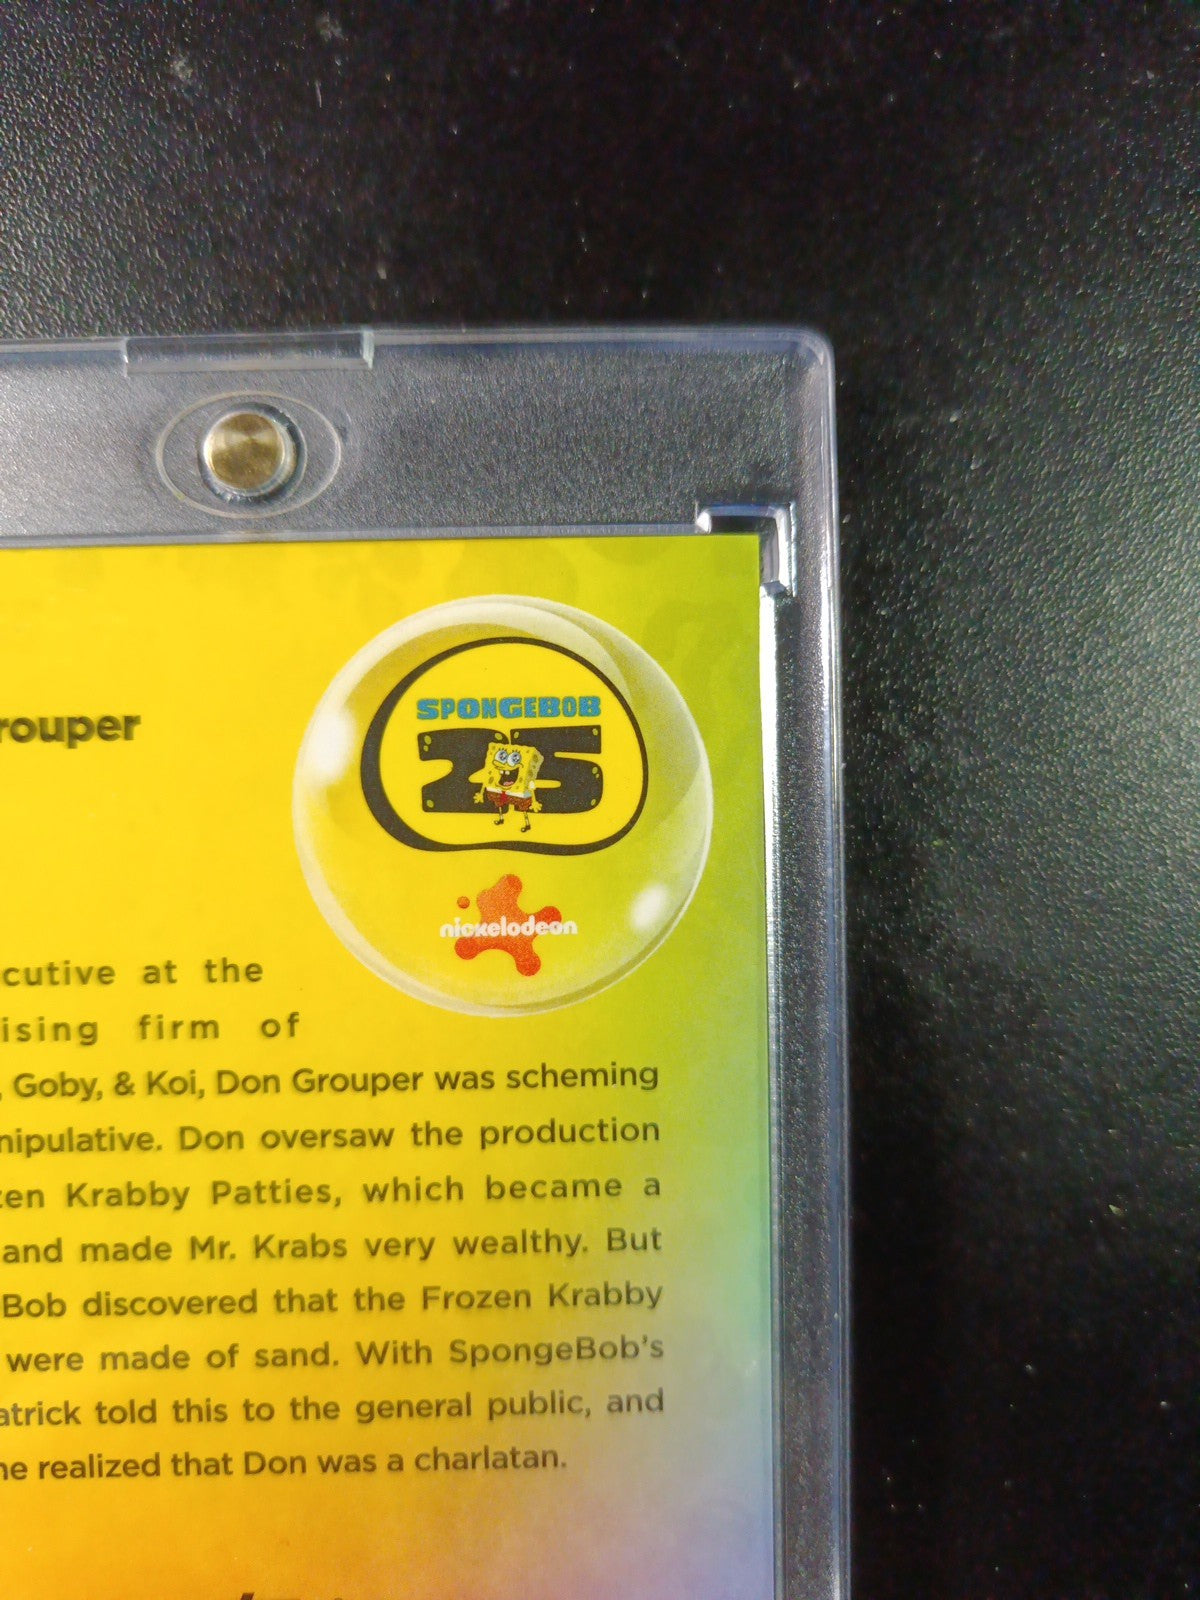 rouper
SPONGEBOB
25
nickelodeon
cutive at the
ising firm of
, Goby, & Koi, Don Grouper was scheming
nipulative. Don oversaw the production
zen Krabby Patties, which became a
and made Mr. Krabs very wealthy. But
Bob discovered that the Frozen Krabby
were made of sand. With SpongeBob's
atrick told this to the general public, and
ne realized that Don was a charlatan.